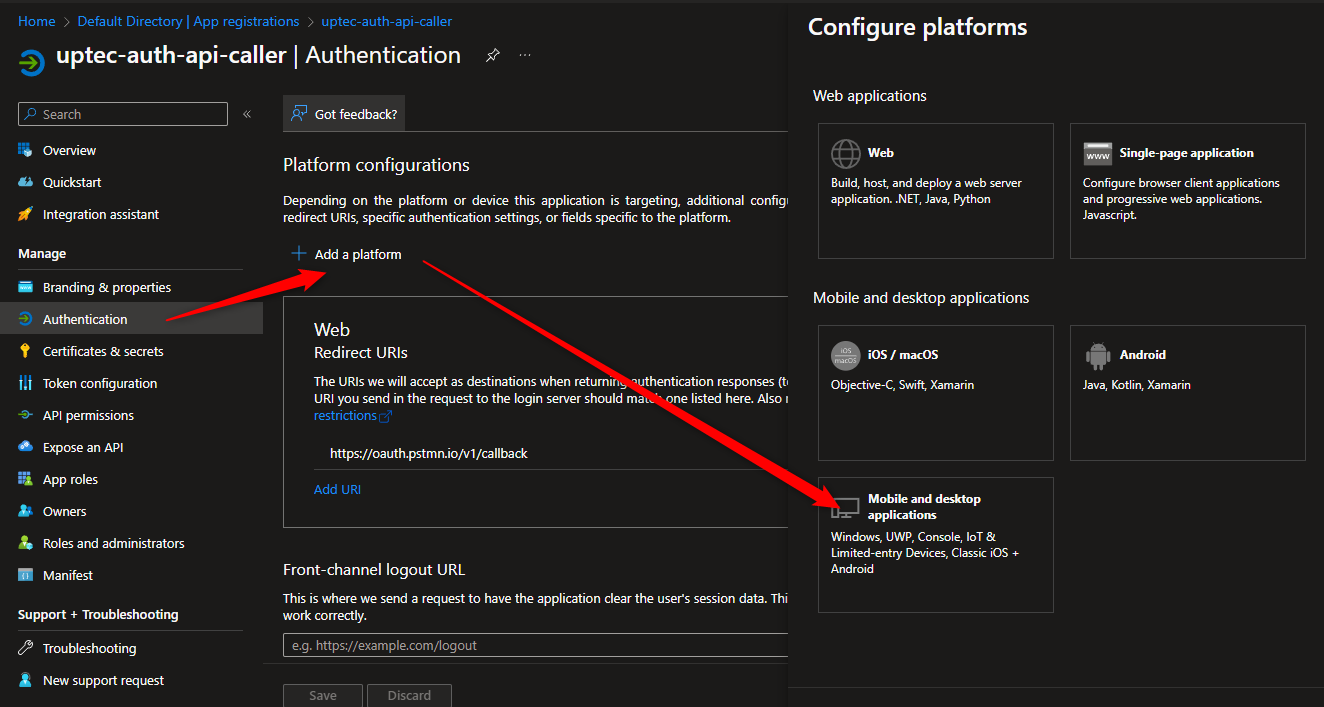 Home > Default Directory | App registrations > uptec-auth-api-caller
uptec-auth-api-caller | Authentication
Search
Overview
Quickstart
Integration assistant
Manage
Branding & properties
Authentication
Certificates & secrets
Token configuration
API permissions
Expose an API
App roles
Owners
Roles and administrators
Manifest
Support + Troubleshooting
Troubleshooting
New support request
Got feedback?
Platform configurations
Depending on the platform or device this application is targeting, additional configu
redirect URIs, specific authentication settings, or fields specific to the platform.
Add a platform
Web
Redirect URIs
The URIs we will accept as destinations when returning authentication responses (t
URI you send in the request to the login server should match one listed here. Also
restrictions
https://oauth.pstmn.io/v1/callback
Add URI
Front-channel logout URL
This is where we send a request to have the application clear the user's session data. Thi
work correctly.
e.g. https://example.com/logout
Save
Discard
Configure platforms
Web applications
Web
Build, host, and deploy a web server
application. .NET, Java, Python
www
Single-page application
Configure browser client applications
and progressive web applications.
Javascript.
Mobile and desktop applications
iOS
macOS
iOS / macOS
Objective-C, Swift, Xamarin
Android
Java, Kotlin, Xamarin
Mobile and desktop
applications
Windows, UWP, Console, IoT &
Limited-entry Devices, Classic iOS +
Android